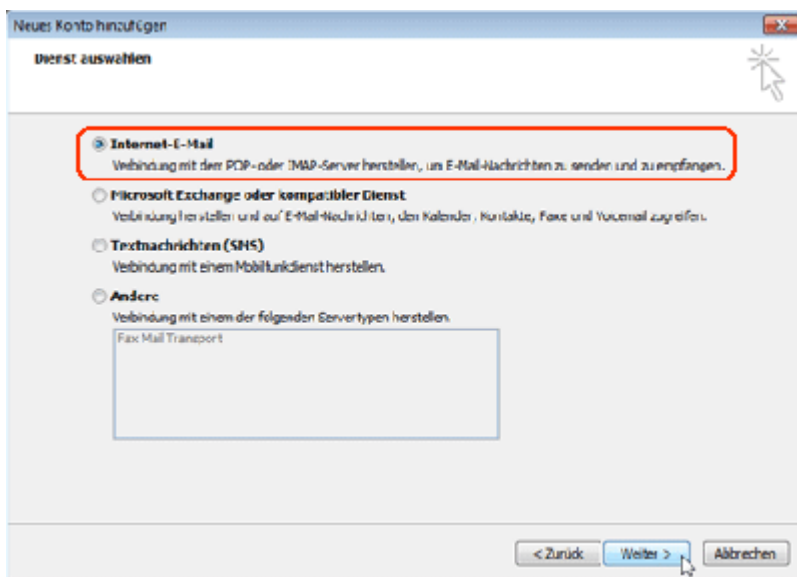 Neues Konto hinzufügen
Dienst auswählen
Internet-E-Mail
Verbindung mit dem POP- oder IMAP-Server herstellen, um E-Mail-Nachrichten zu senden und zu empfangen.
Microsoft Exchange oder kompatibler Dienst
Verbindung herstellen und auf E-Mail-Nachrichten, den Kalender, Kontakte, Faxe und Voicemail zugreifen.
Textnachrichten (SMS)
Verbindung mit einem Mobilfunkdienst herstellen.
Andere
Verbindung mit einem der folgenden Servertypen herstellen.
Fax Mail Transport
< Zurück Weiter > Abbrechen